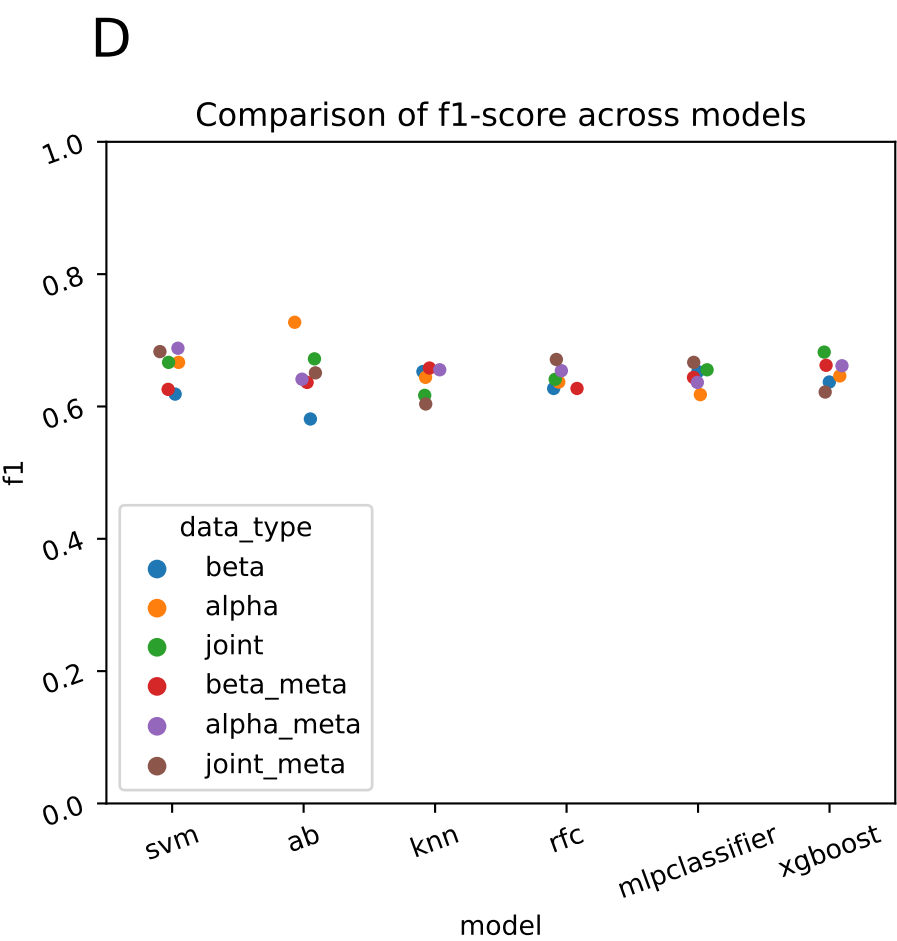 D
Comparison of f1-score across models
1.0
0.8
0.6
0.4
0.2
0.0
f1
data_type
beta
alpha
joint
beta_meta
alpha_meta
joint_meta
svm
ab
knn
rfc
mlpclassifier
xgboost
model